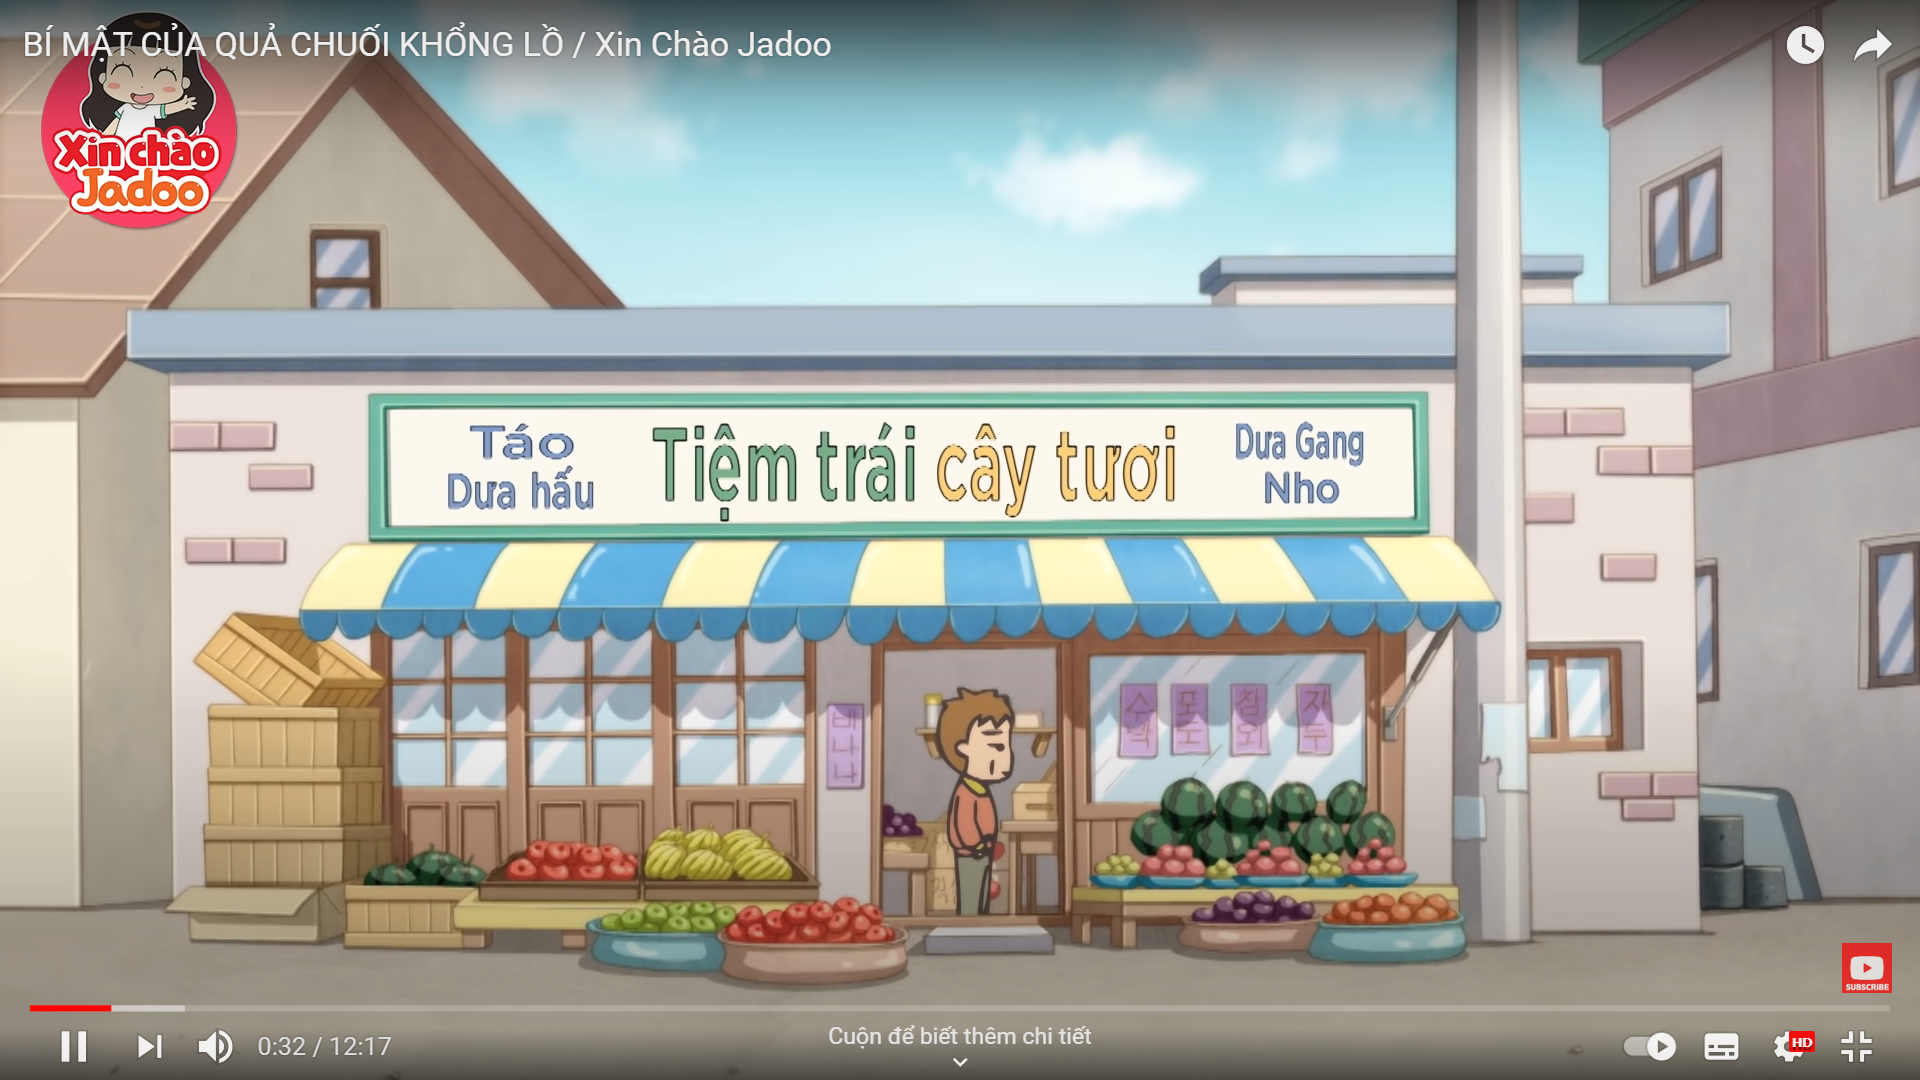 BÍ MẬT CỦA QUẢ CHUỐI KHỔNG LỒ / Xin Chào Jadoo
Xin chào
Jadoo
Táo
Dưa hấu
Tiệm trái cây tươi
Dưa Gang
Nho
바나나
수박
포도
참외
자두
SUBSCRIBE
0:32 / 12:17
Cuộn để biết thêm chi tiết
HD